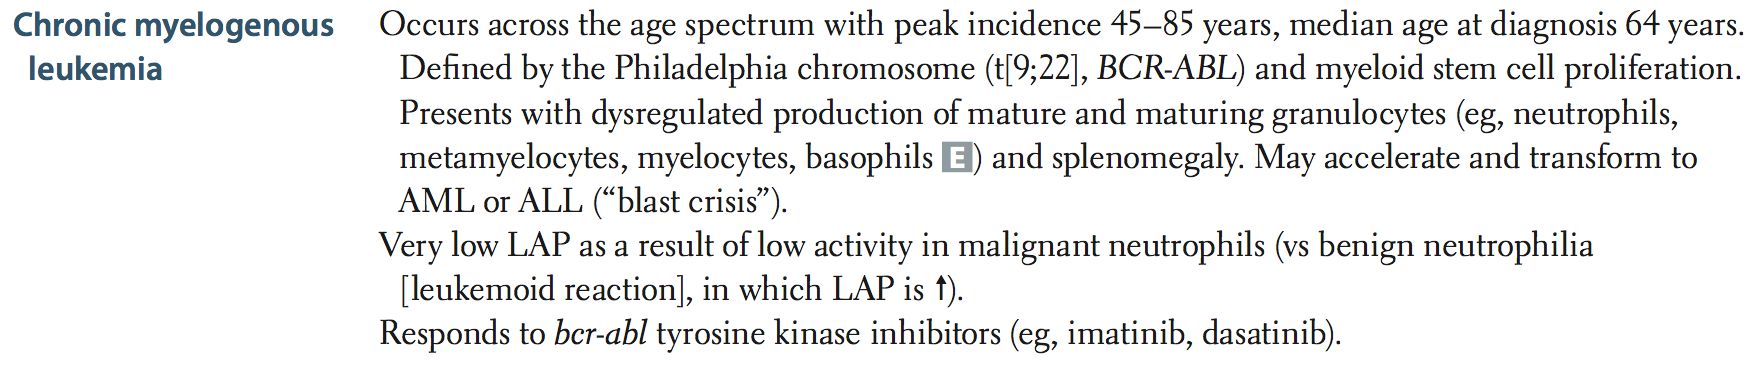 Chronic myelogenous
leukemia
Occurs across the age spectrum with peak incidence 45–85 years, median age at diagnosis 64 years.
Defined by the Philadelphia chromosome (t[9;22], BCR-ABL) and myeloid stem cell proliferation.
Presents with dysregulated production of mature and maturing granulocytes (eg, neutrophils,
metamyelocytes, myelocytes, basophils E) and splenomegaly. May accelerate and transform to
AML or ALL (“blast crisis”).
Very low LAP as a result of low activity in malignant neutrophils (vs benign neutrophilia
[leukemoid reaction], in which LAP is ↑).
Responds to bcr-abl tyrosine kinase inhibitors (eg, imatinib, dasatinib).